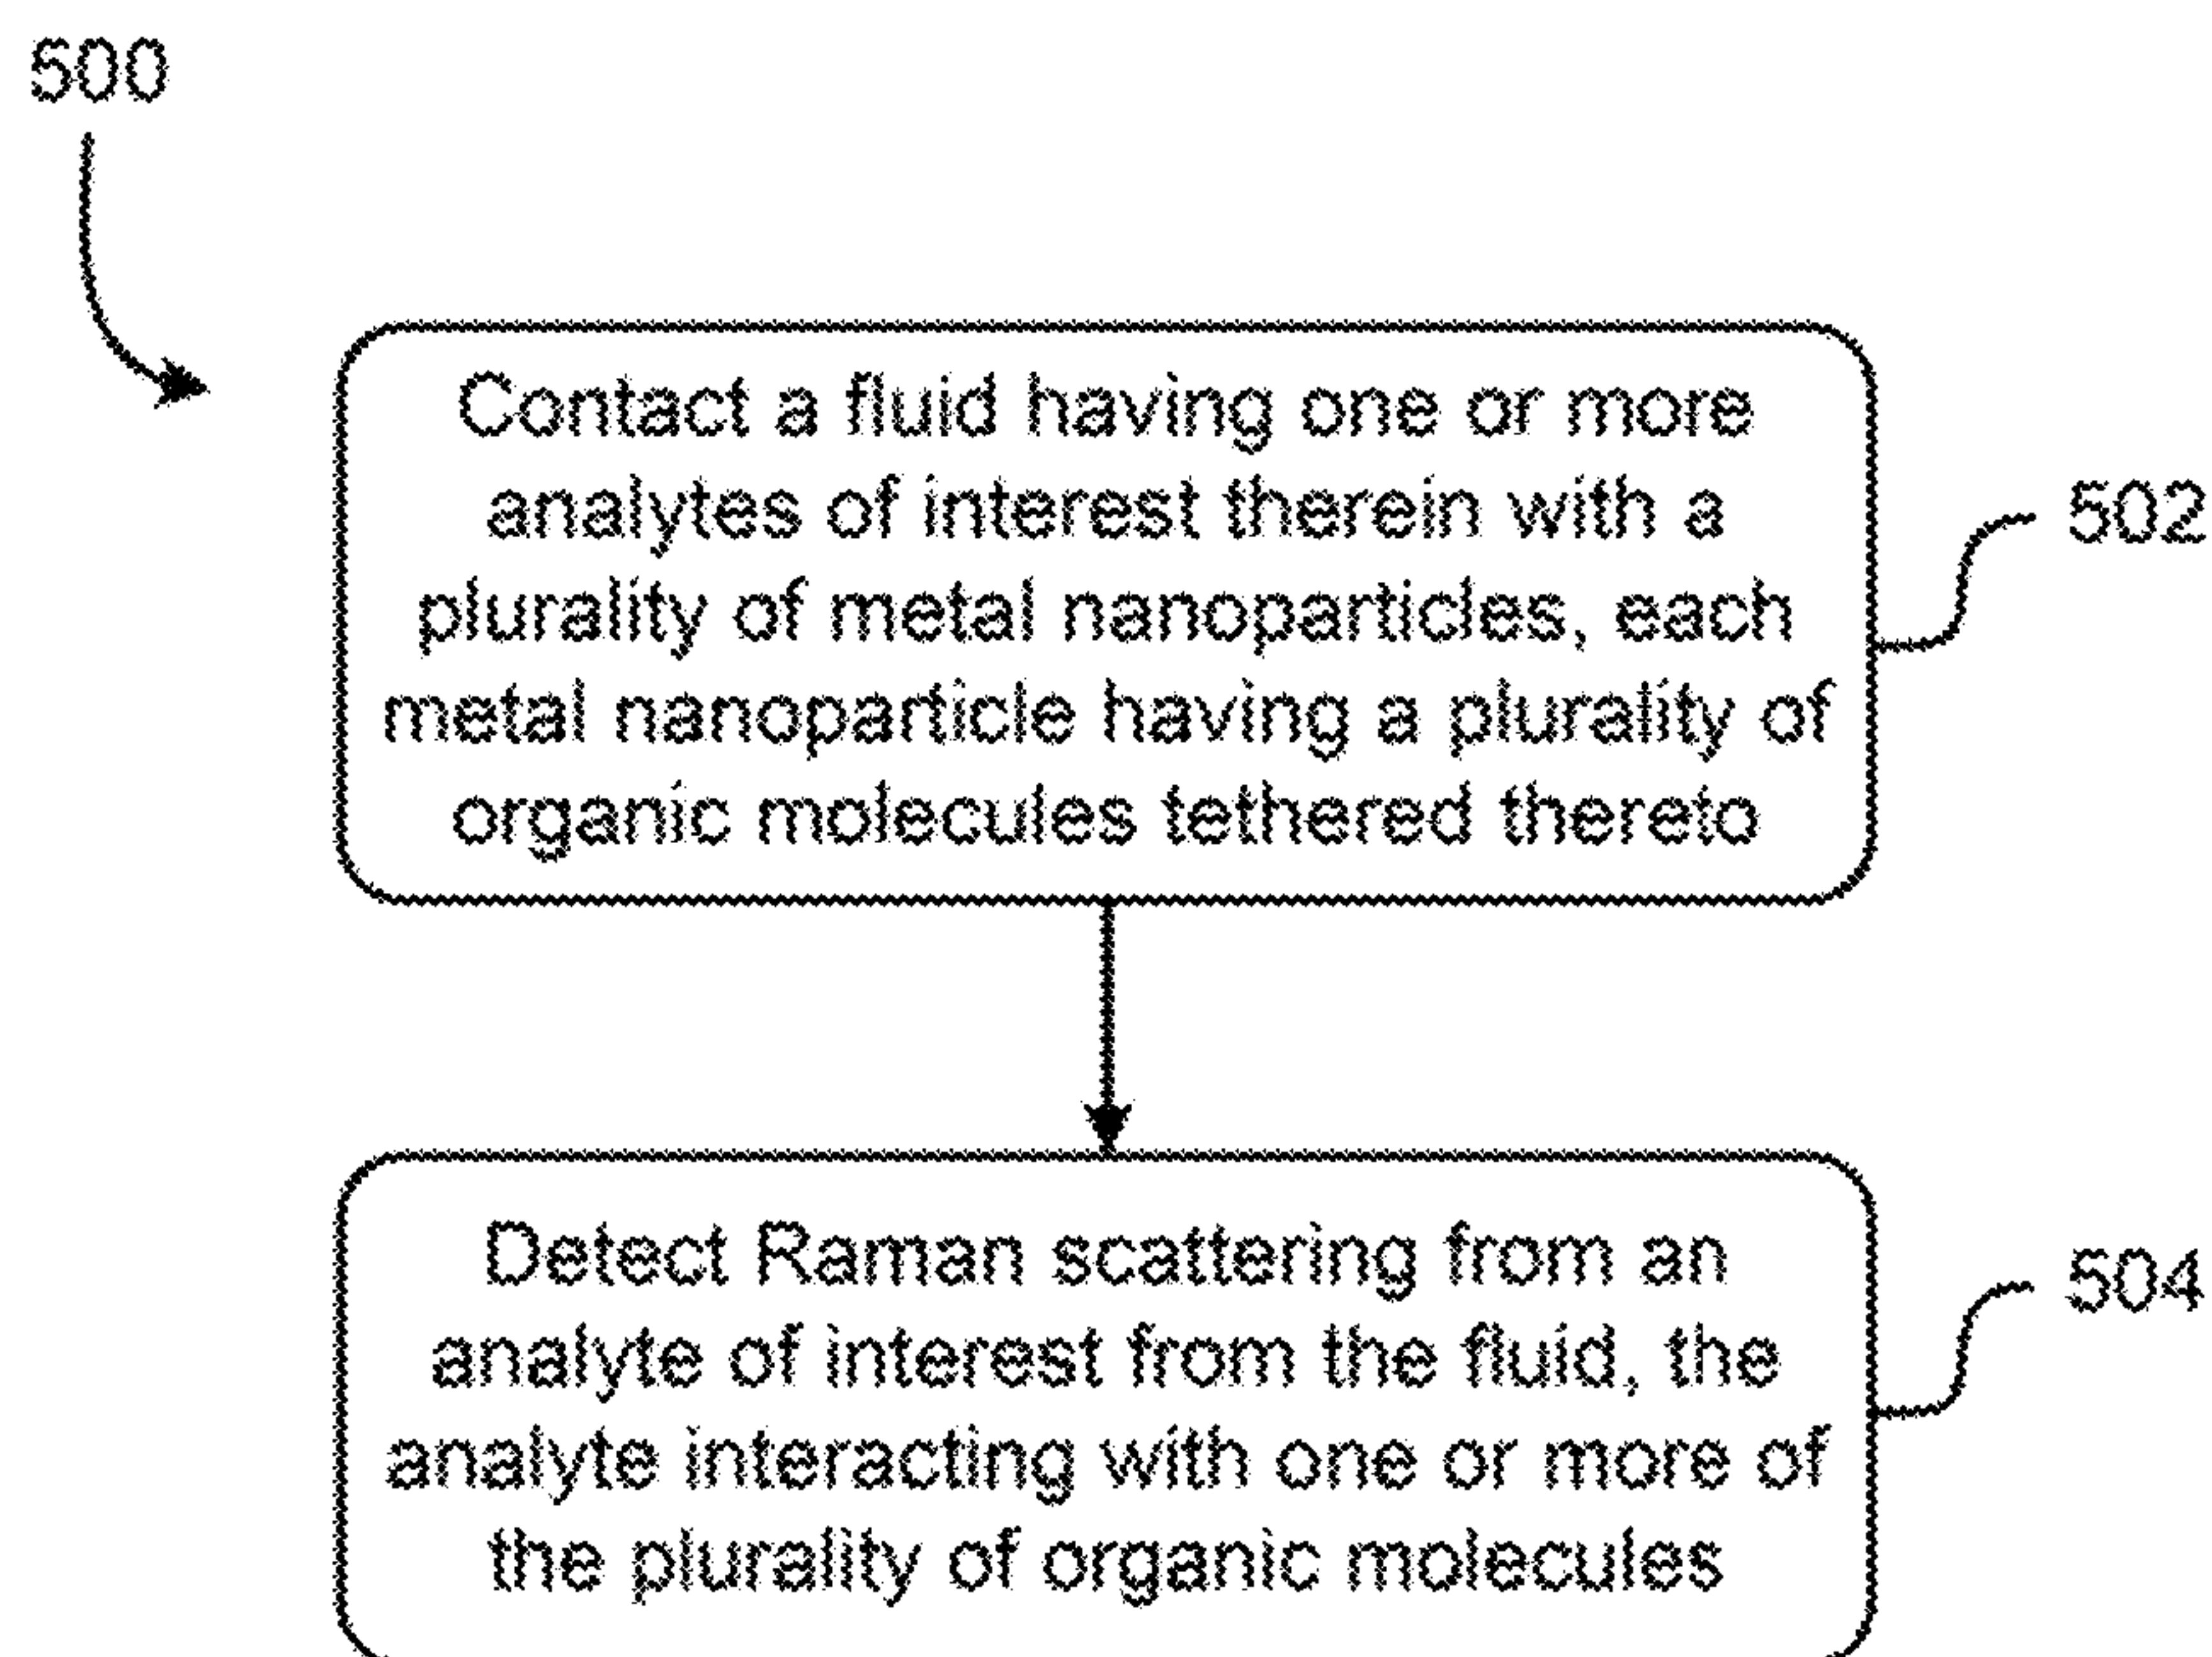 500
Contact a fluid having one or more
analytes of interest therein with a
plurality of metal nanoparticles, each
metal nanoparticle having a plurality of
organic molecules tethered thereto
502
Detect Raman scattering from an
analyte of interest from the fluid, the
analyte interacting with one or more of
the plurality of organic molecules
504